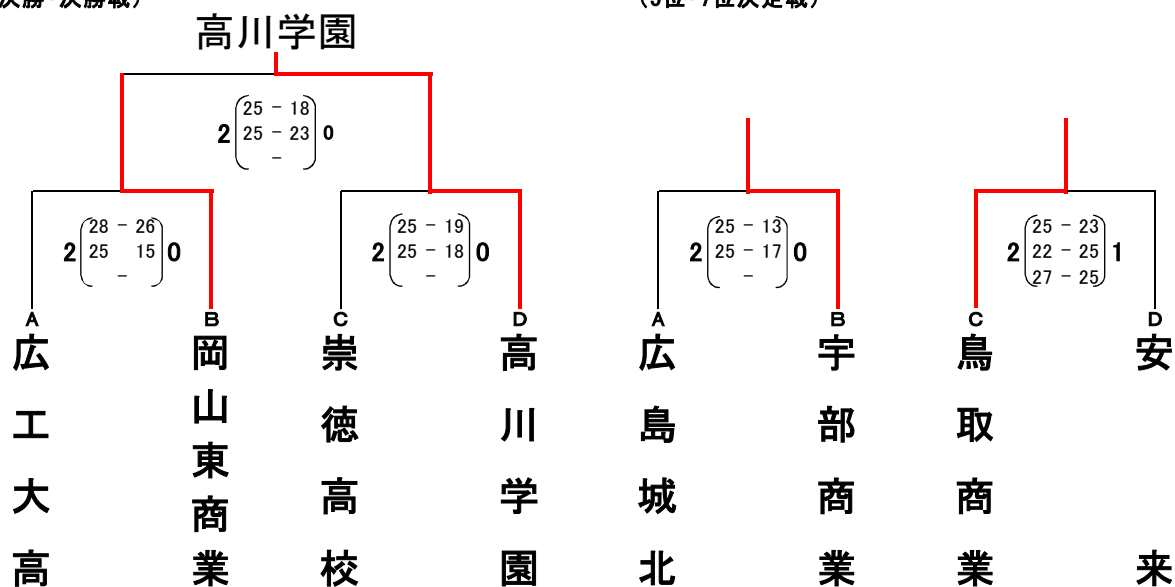 決勝・決勝戦）
（5位・7位決定戦）
高川学園
2 25 - 18 0
25 - 23
-
2 28 - 26 0
25 15
-
2 25 - 19 0
25 - 18
-
2 25 - 13 0
25 - 17
-
2 25 - 23 1
22 - 25
27 - 25
A B C D A B C D
広工大高
岡山東商業
崇徳高校
高川学園
広島城北
宇部商業
鳥取商業
安来